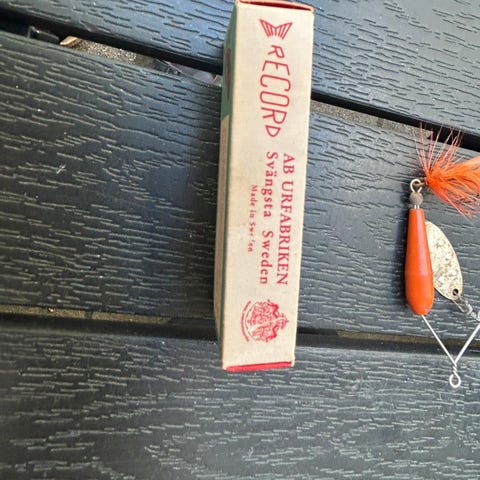 RECORD
AB URFABRIKEN
Svängsta Sweden
Made in Sweden